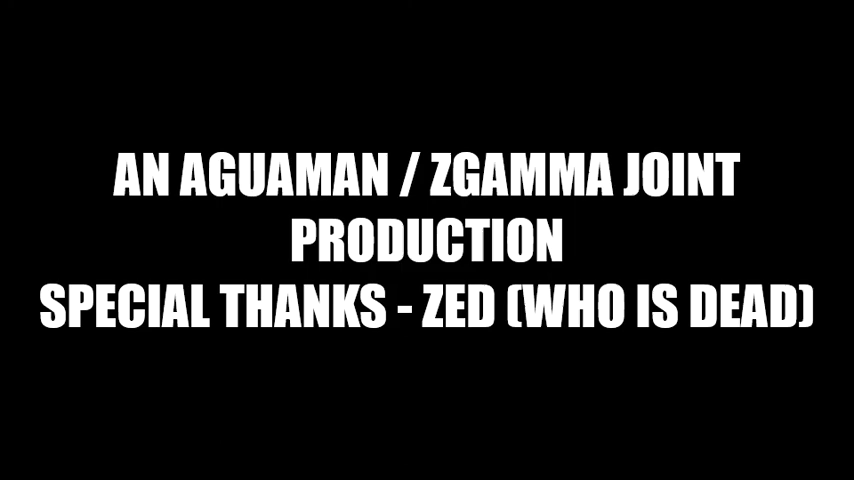 AN AGUAMAN / ZGAMMA JOINT
PRODUCTION
SPECIAL THANKS - ZED (WHO IS DEAD)